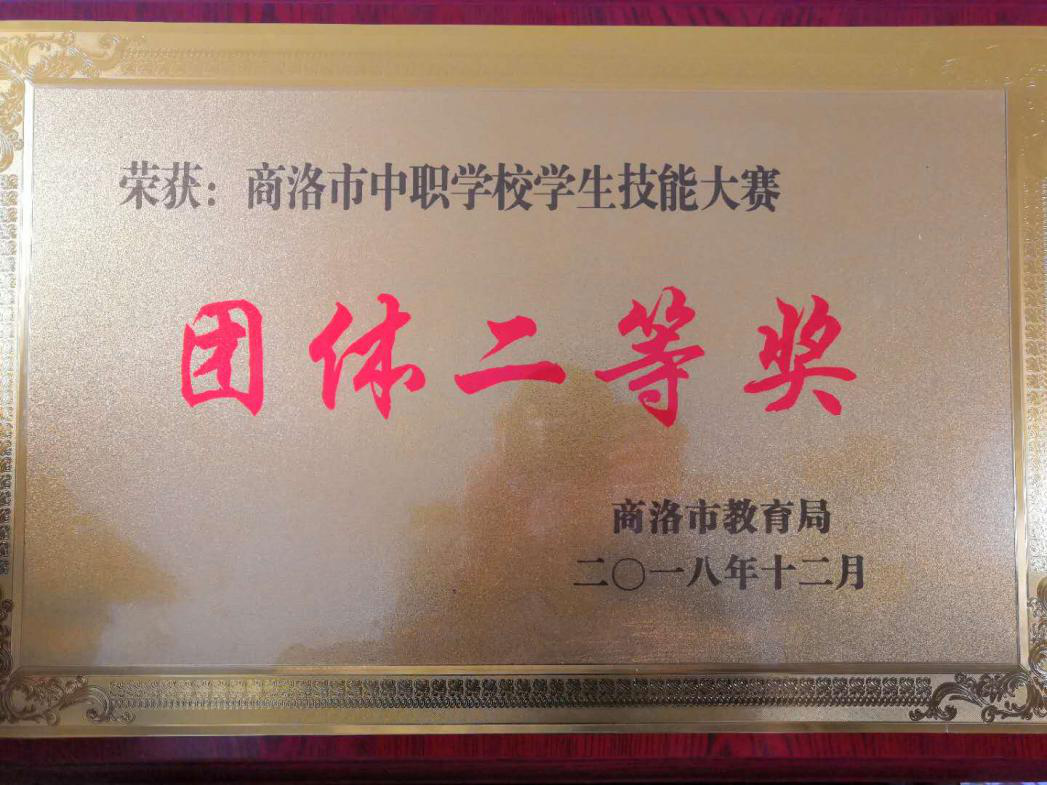 荣获：商洛市中职学校学生技能大赛
团体二等奖
商洛市教育局
二〇一八年十二月